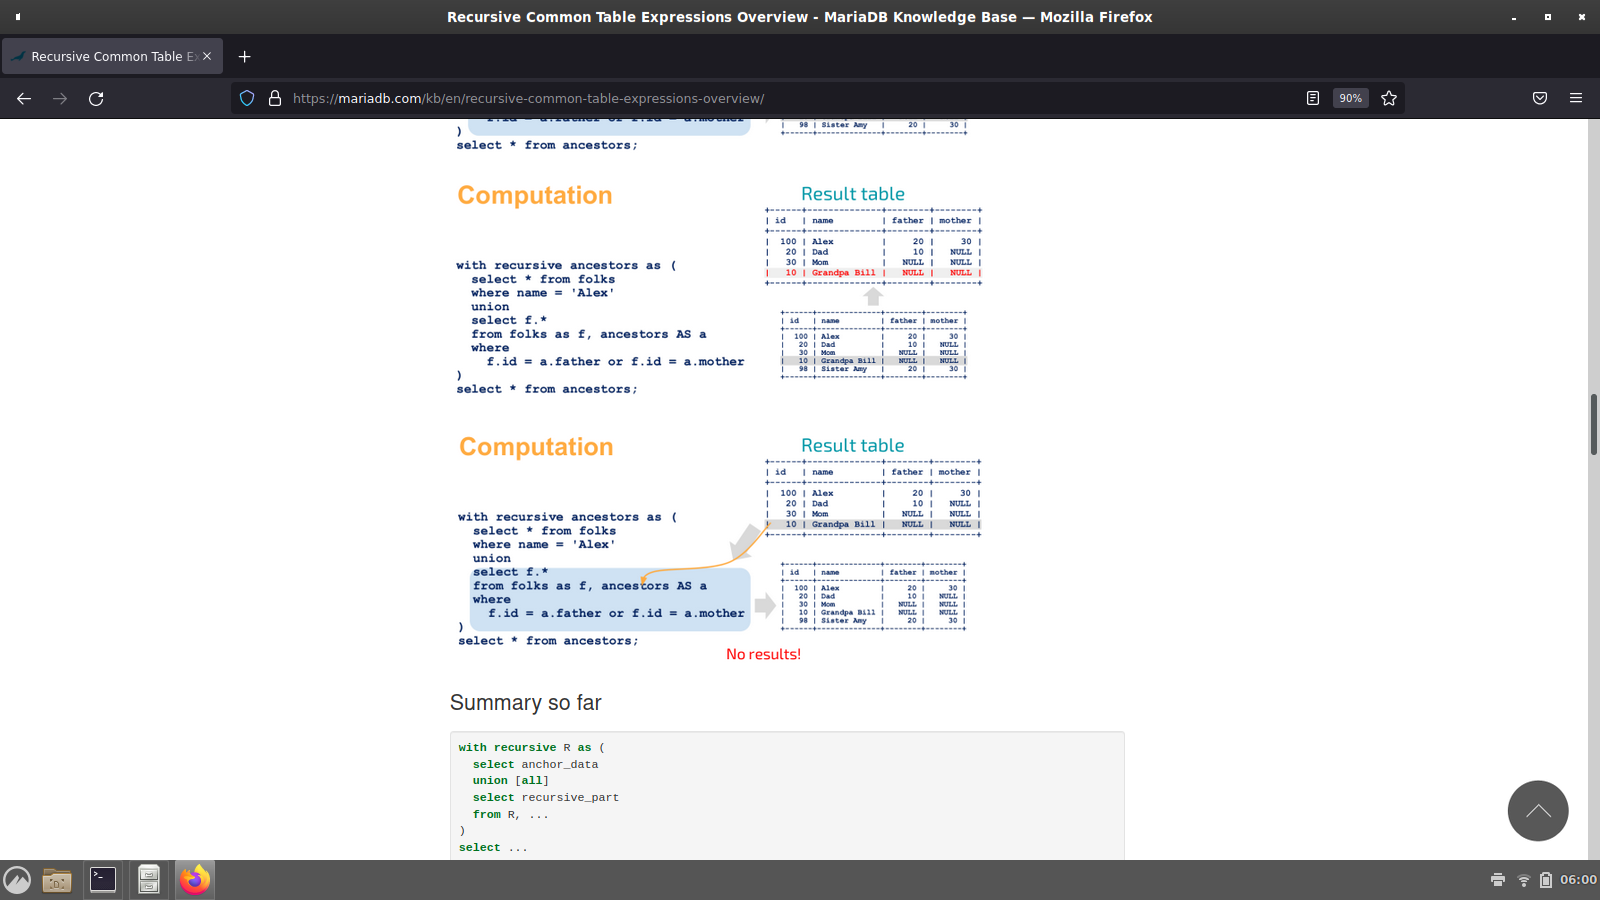 Recursive Common Table Expressions Overview - MariaDB Knowledge Base — Mozilla Firefox
Recursive Common Table Ex
https://mariadb.com/kb/en/recursive-common-table-expressions-overview/
90%
f.id = a.father or f.id = a.mother
)
select * from ancestors;
| 98 | Sister Amy | 20 | 30 |
Computation
with recursive ancestors as (
select * from folks
where name = 'Alex'
union
select f.*
from folks as f, ancestors AS a
where
f.id = a.father or f.id = a.mother
)
select * from ancestors;
Result table
| id | name | father | mother |
| 100 | Alex | 20 | 30 |
| 20 | Dad | 10 | NULL |
| 30 | Mom | NULL | NULL |
| 10 | Grandpa Bill | NULL | NULL |
| id | name | father | mother |
| 100 | Alex | 20 | 30 |
| 20 | Dad | 10 | NULL |
| 30 | Mom | NULL | NULL |
| 10 | Grandpa Bill | NULL | NULL |
| 98 | Sister Amy | 20 | 30 |
Computation
with recursive ancestors as (
select * from folks
where name = 'Alex'
union
select f.*
from folks as f, ancestors AS a
where
f.id = a.father or f.id = a.mother
)
select * from ancestors;
Result table
| id | name | father | mother |
| 100 | Alex | 20 | 30 |
| 20 | Dad | 10 | NULL |
| 30 | Mom | NULL | NULL |
| 10 | Grandpa Bill | NULL | NULL |
| id | name | father | mother |
| 100 | Alex | 20 | 30 |
| 20 | Dad | 10 | NULL |
| 30 | Mom | NULL | NULL |
| 10 | Grandpa Bill | NULL | NULL |
| 98 | Sister Amy | 20 | 30 |
No results!
Summary so far
with recursive R as (
select anchor_data
union [all]
select recursive_part
from R, ...
)
select ...
06:00